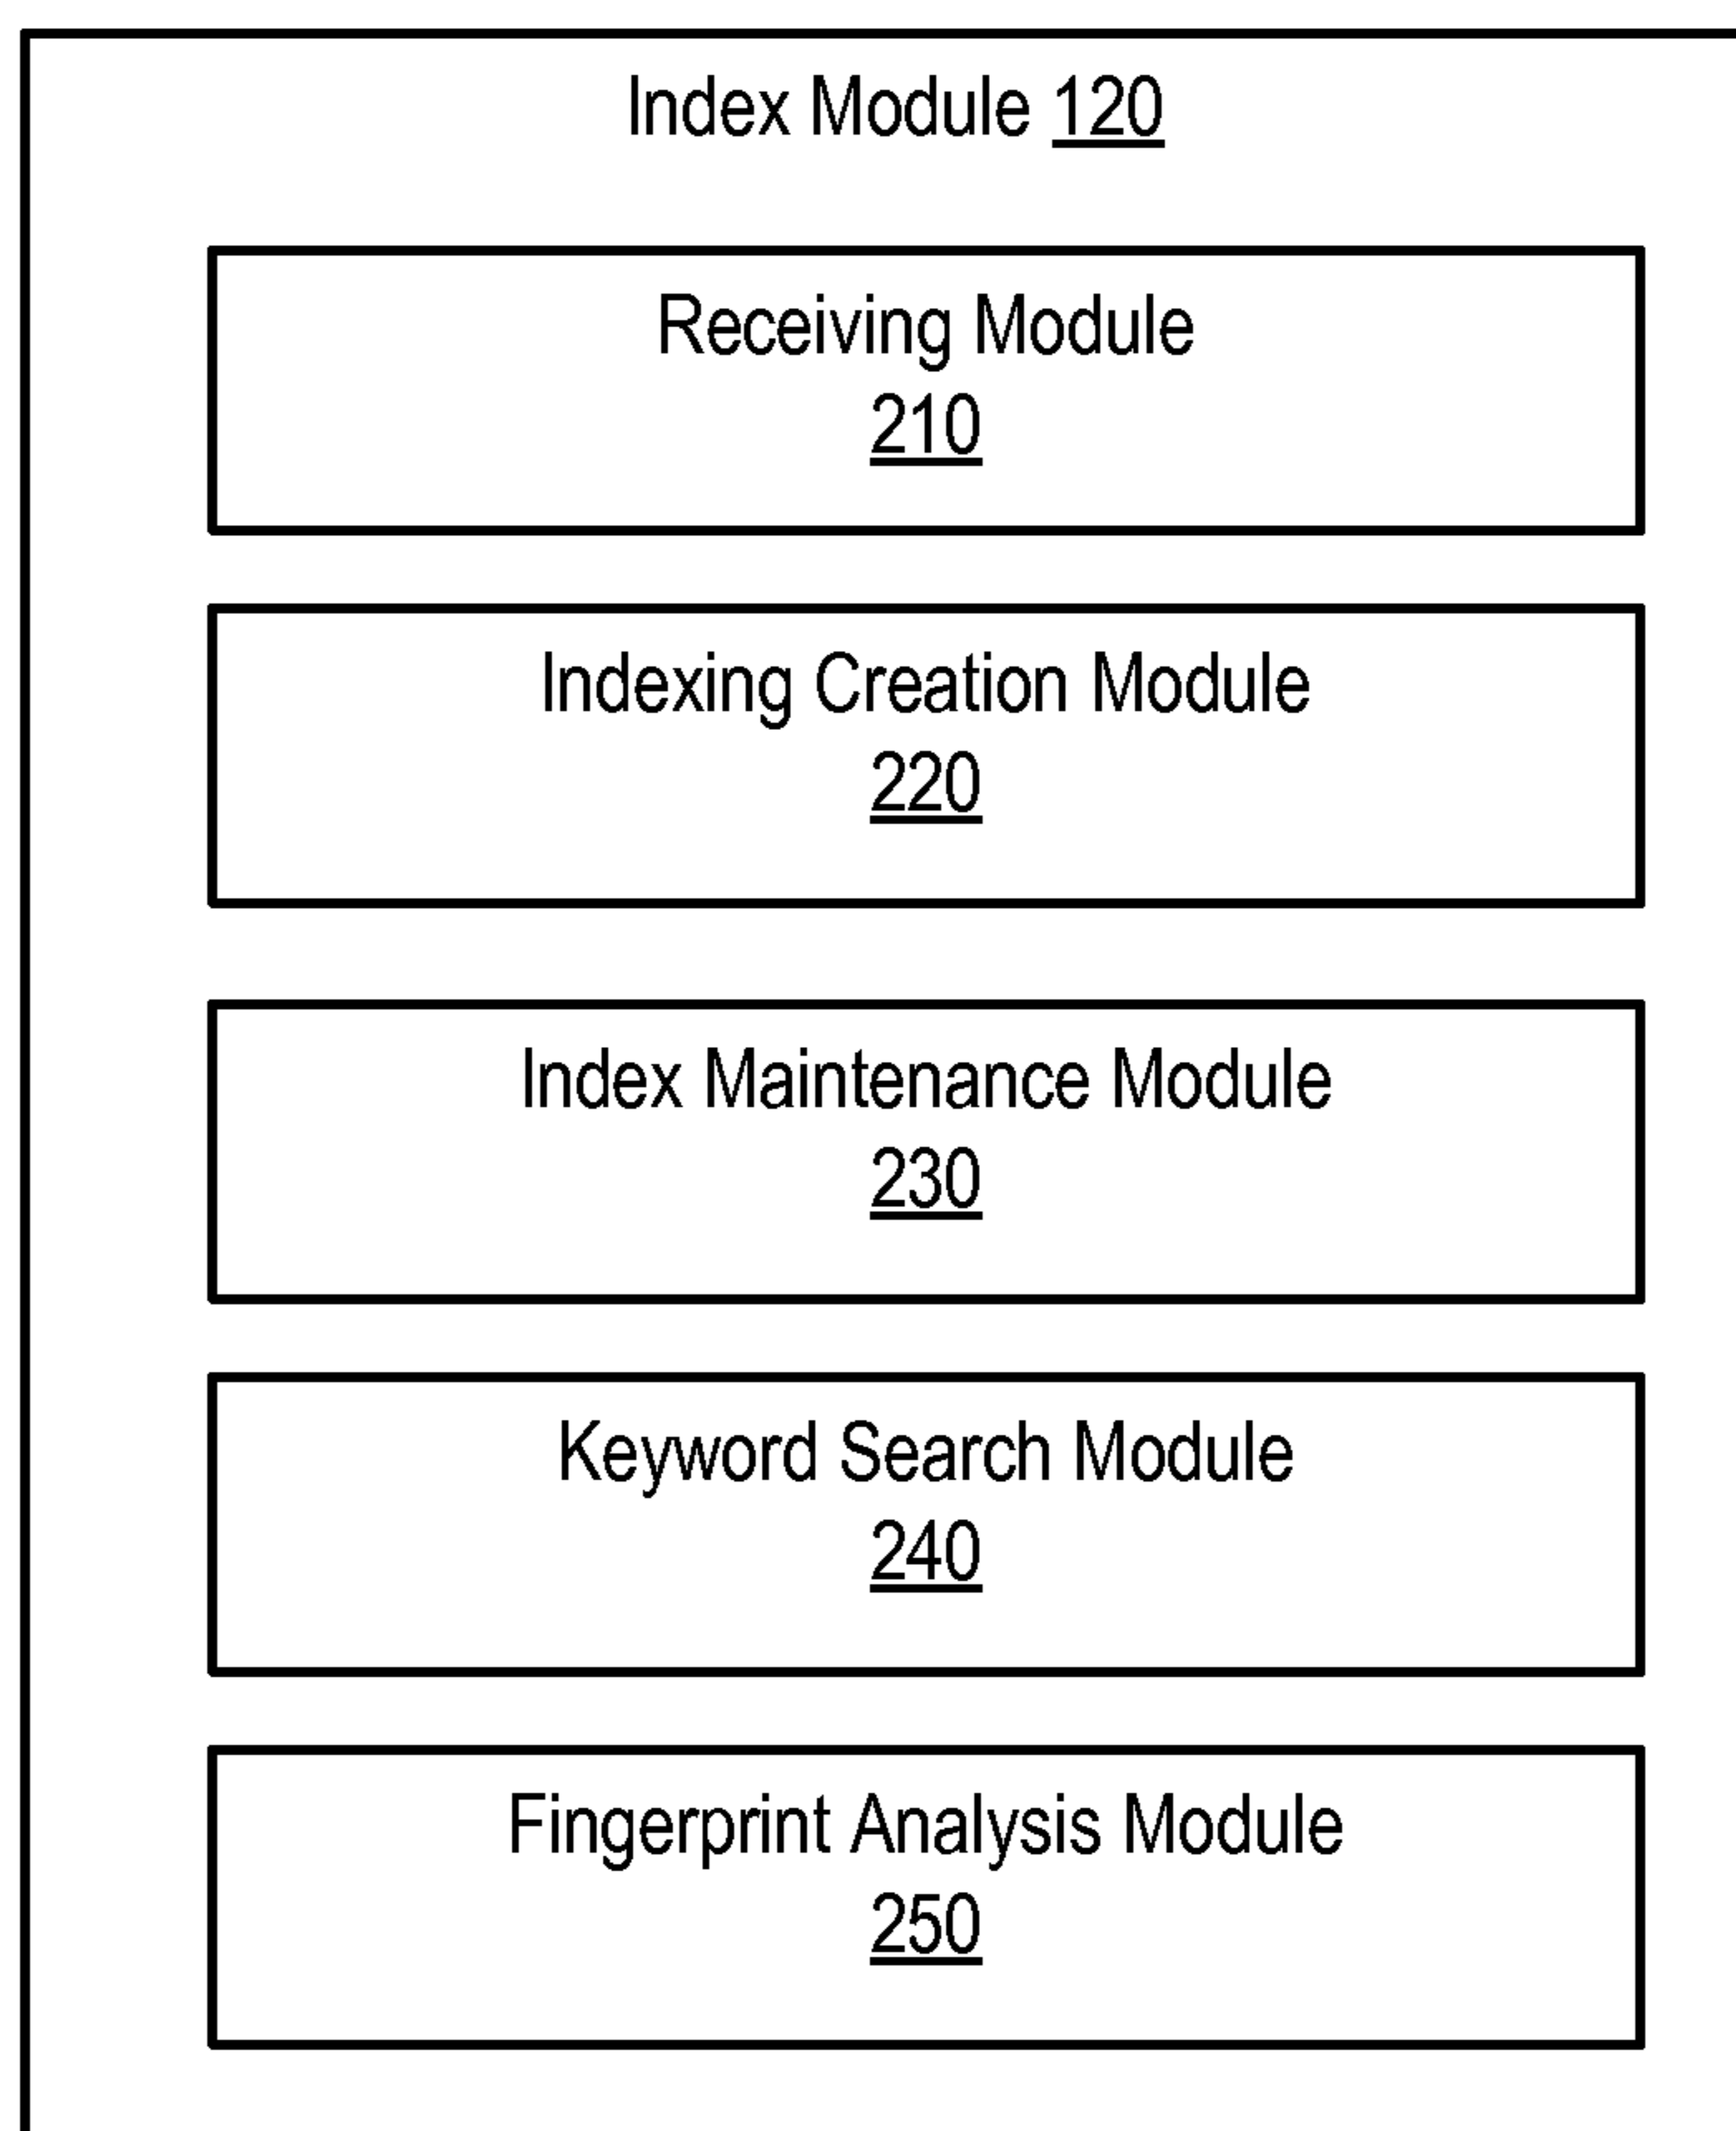 Index Module 120
Receiving Module
210
Indexing Creation Module
220
Index Maintenance Module
230
Keyword Search Module
240
Fingerprint Analysis Module
250